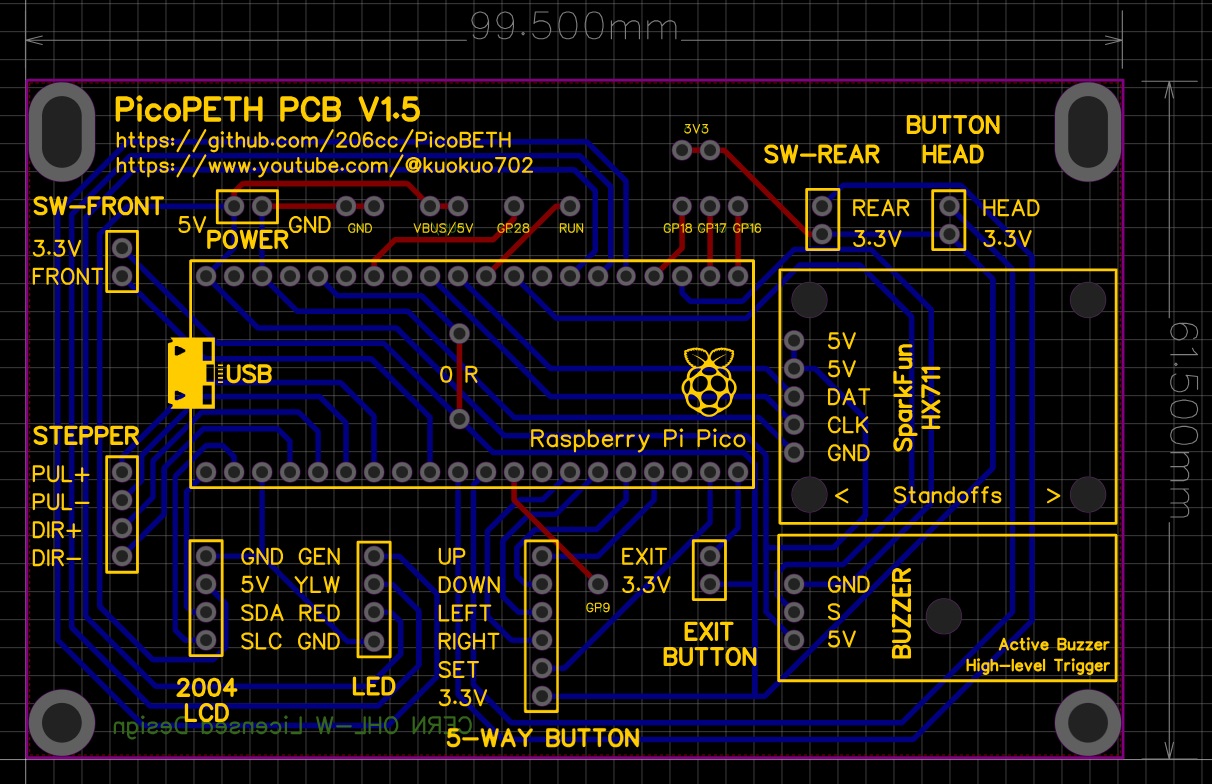 99.500mm
PicoPETH PCB V1.5
https://github.com/206cc/PicoBETH
https://www.youtube.com/@kuokuo702
3V3
BUTTON
HEAD
SW-REAR
SW-FRONT
5V
GND
POWER
GND
VBUS/5V
GP28
RUN
GP18
GP17
GP16
REAR
3.3V
HEAD
3.3V
3.3V
FRONT
USB
0 R
Raspberry Pi Pico
5V
5V
DAT
CLK
GND
SparkFun
HX711
< Standoffs >
61.500mm
STEPPER
PUL+
PUL-
DIR+
DIR-
GND GEN
5V YLW
SDA RED
SLC GND
2004
LCD
LED
UP
DOWN
LEFT
RIGHT
SET
3.3V
5-WAY BUTTON
GP9
EXIT
3.3V
EXIT
BUTTON
GND
S
5V
BUZZER
Active Buzzer
High-level Trigger
CERN OHL-W Licensed Design